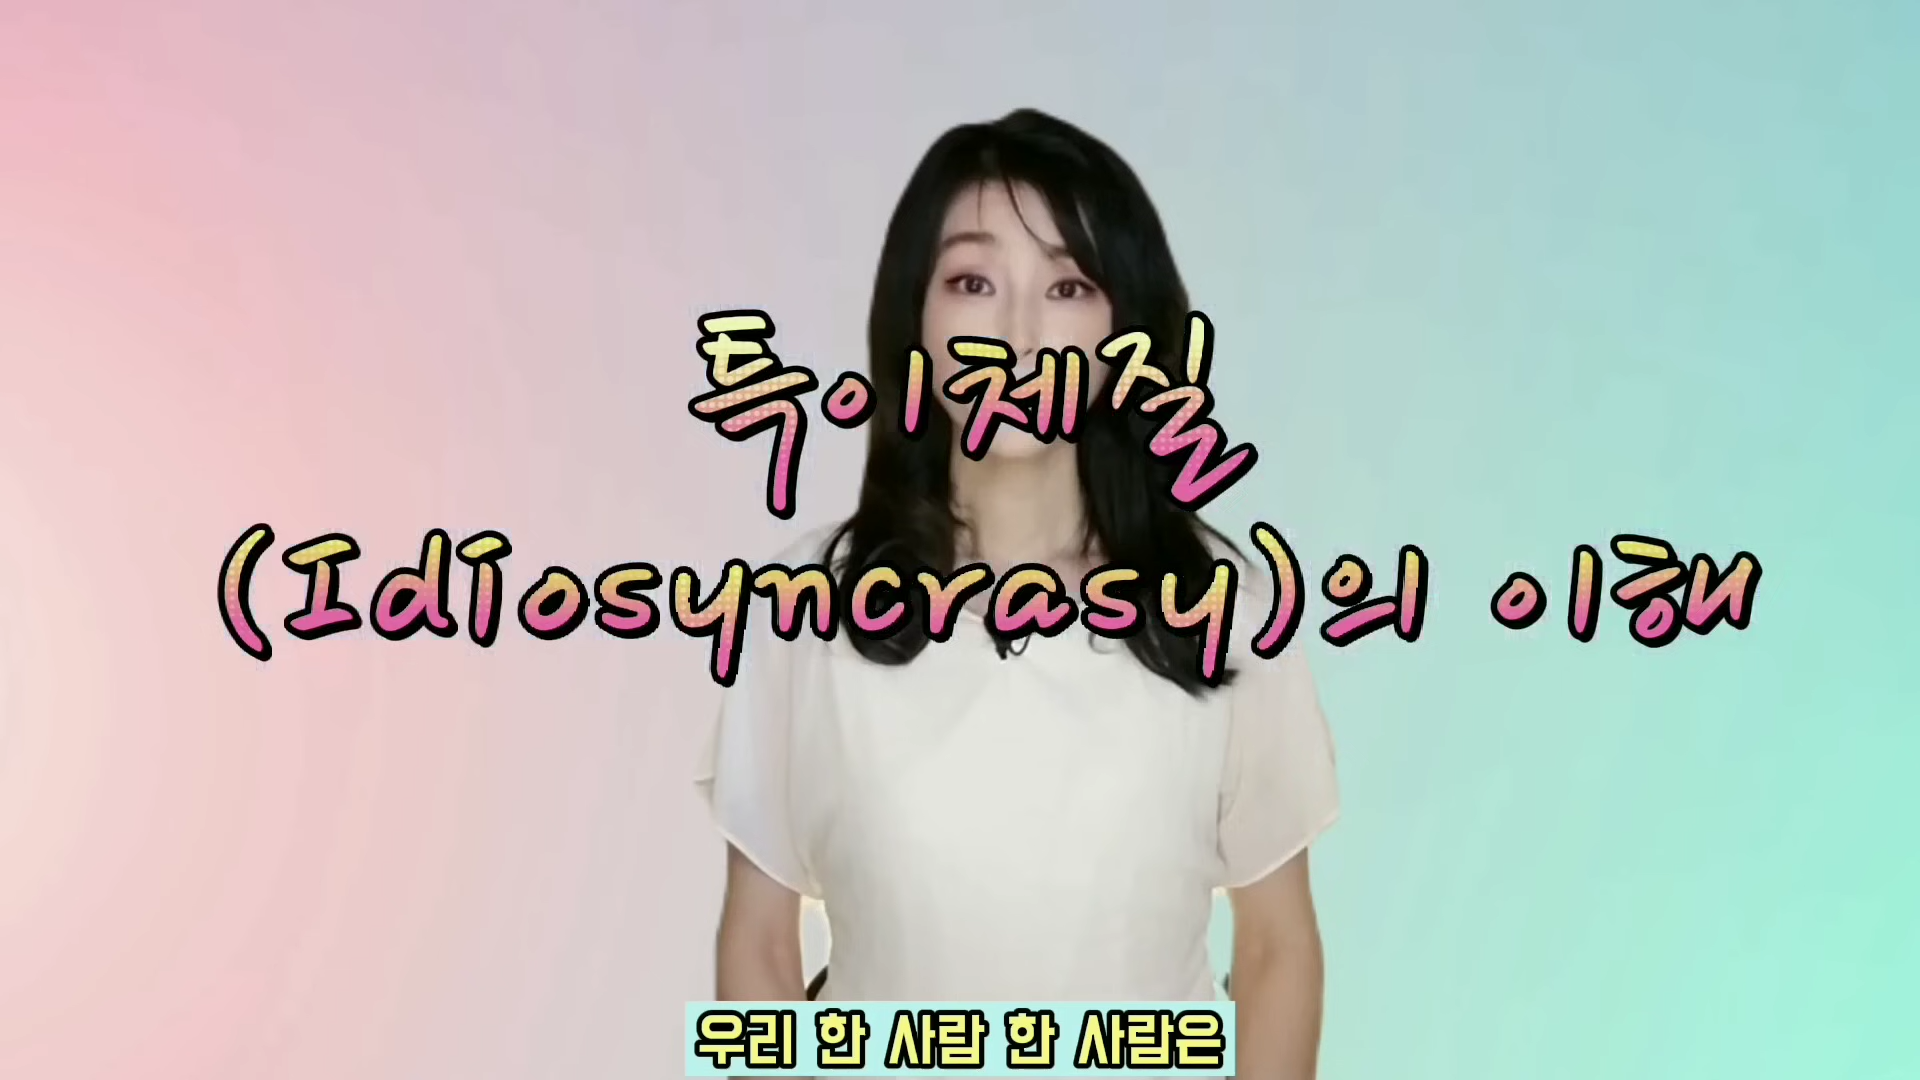 특이체질
(Idiosyncrasy)의 이해
우리 한 사람 한 사람은